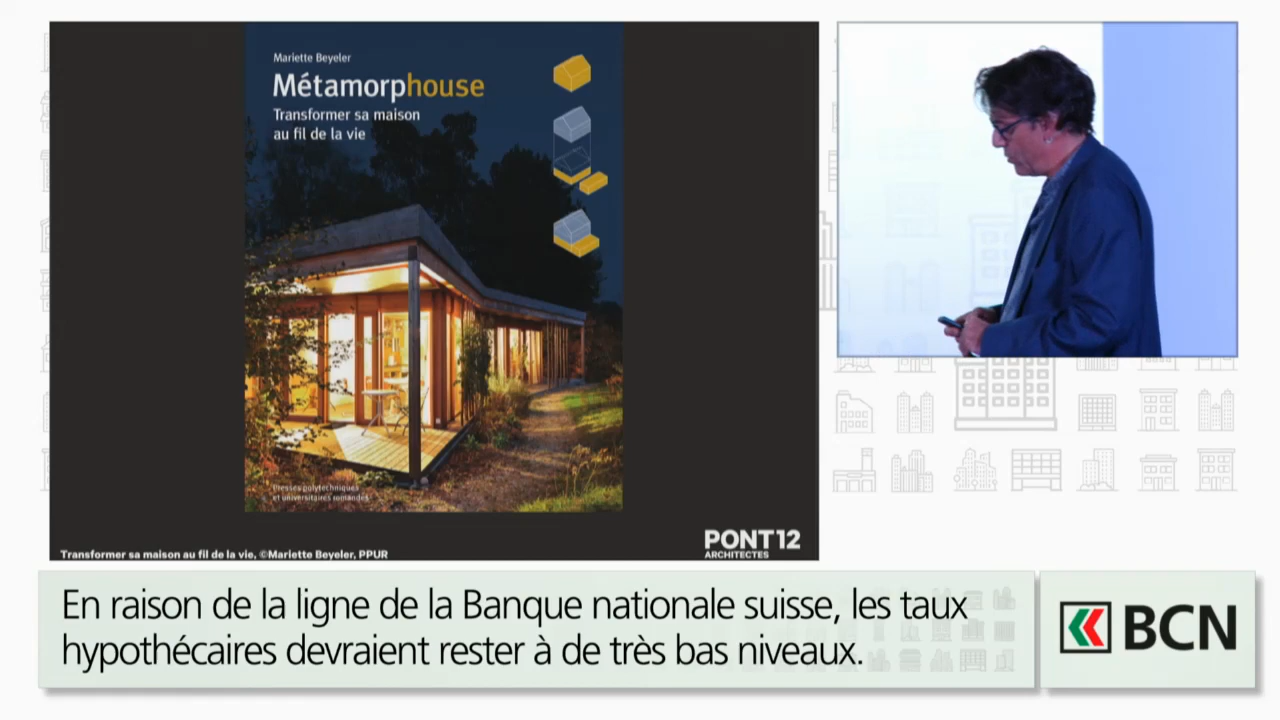 Mariette Beyeler
Métamorphouse
Transformer sa maison
au fil de la vie
Presses polytechniques
et universitaires romandes
Transformer sa maison au fil de la vie, ©Mariette Beyeler, PPUR
PONT12
ARCHITECTES
En raison de la ligne de la Banque nationale suisse, les taux
hypothécaires devraient rester à de très bas niveaux.
BCN